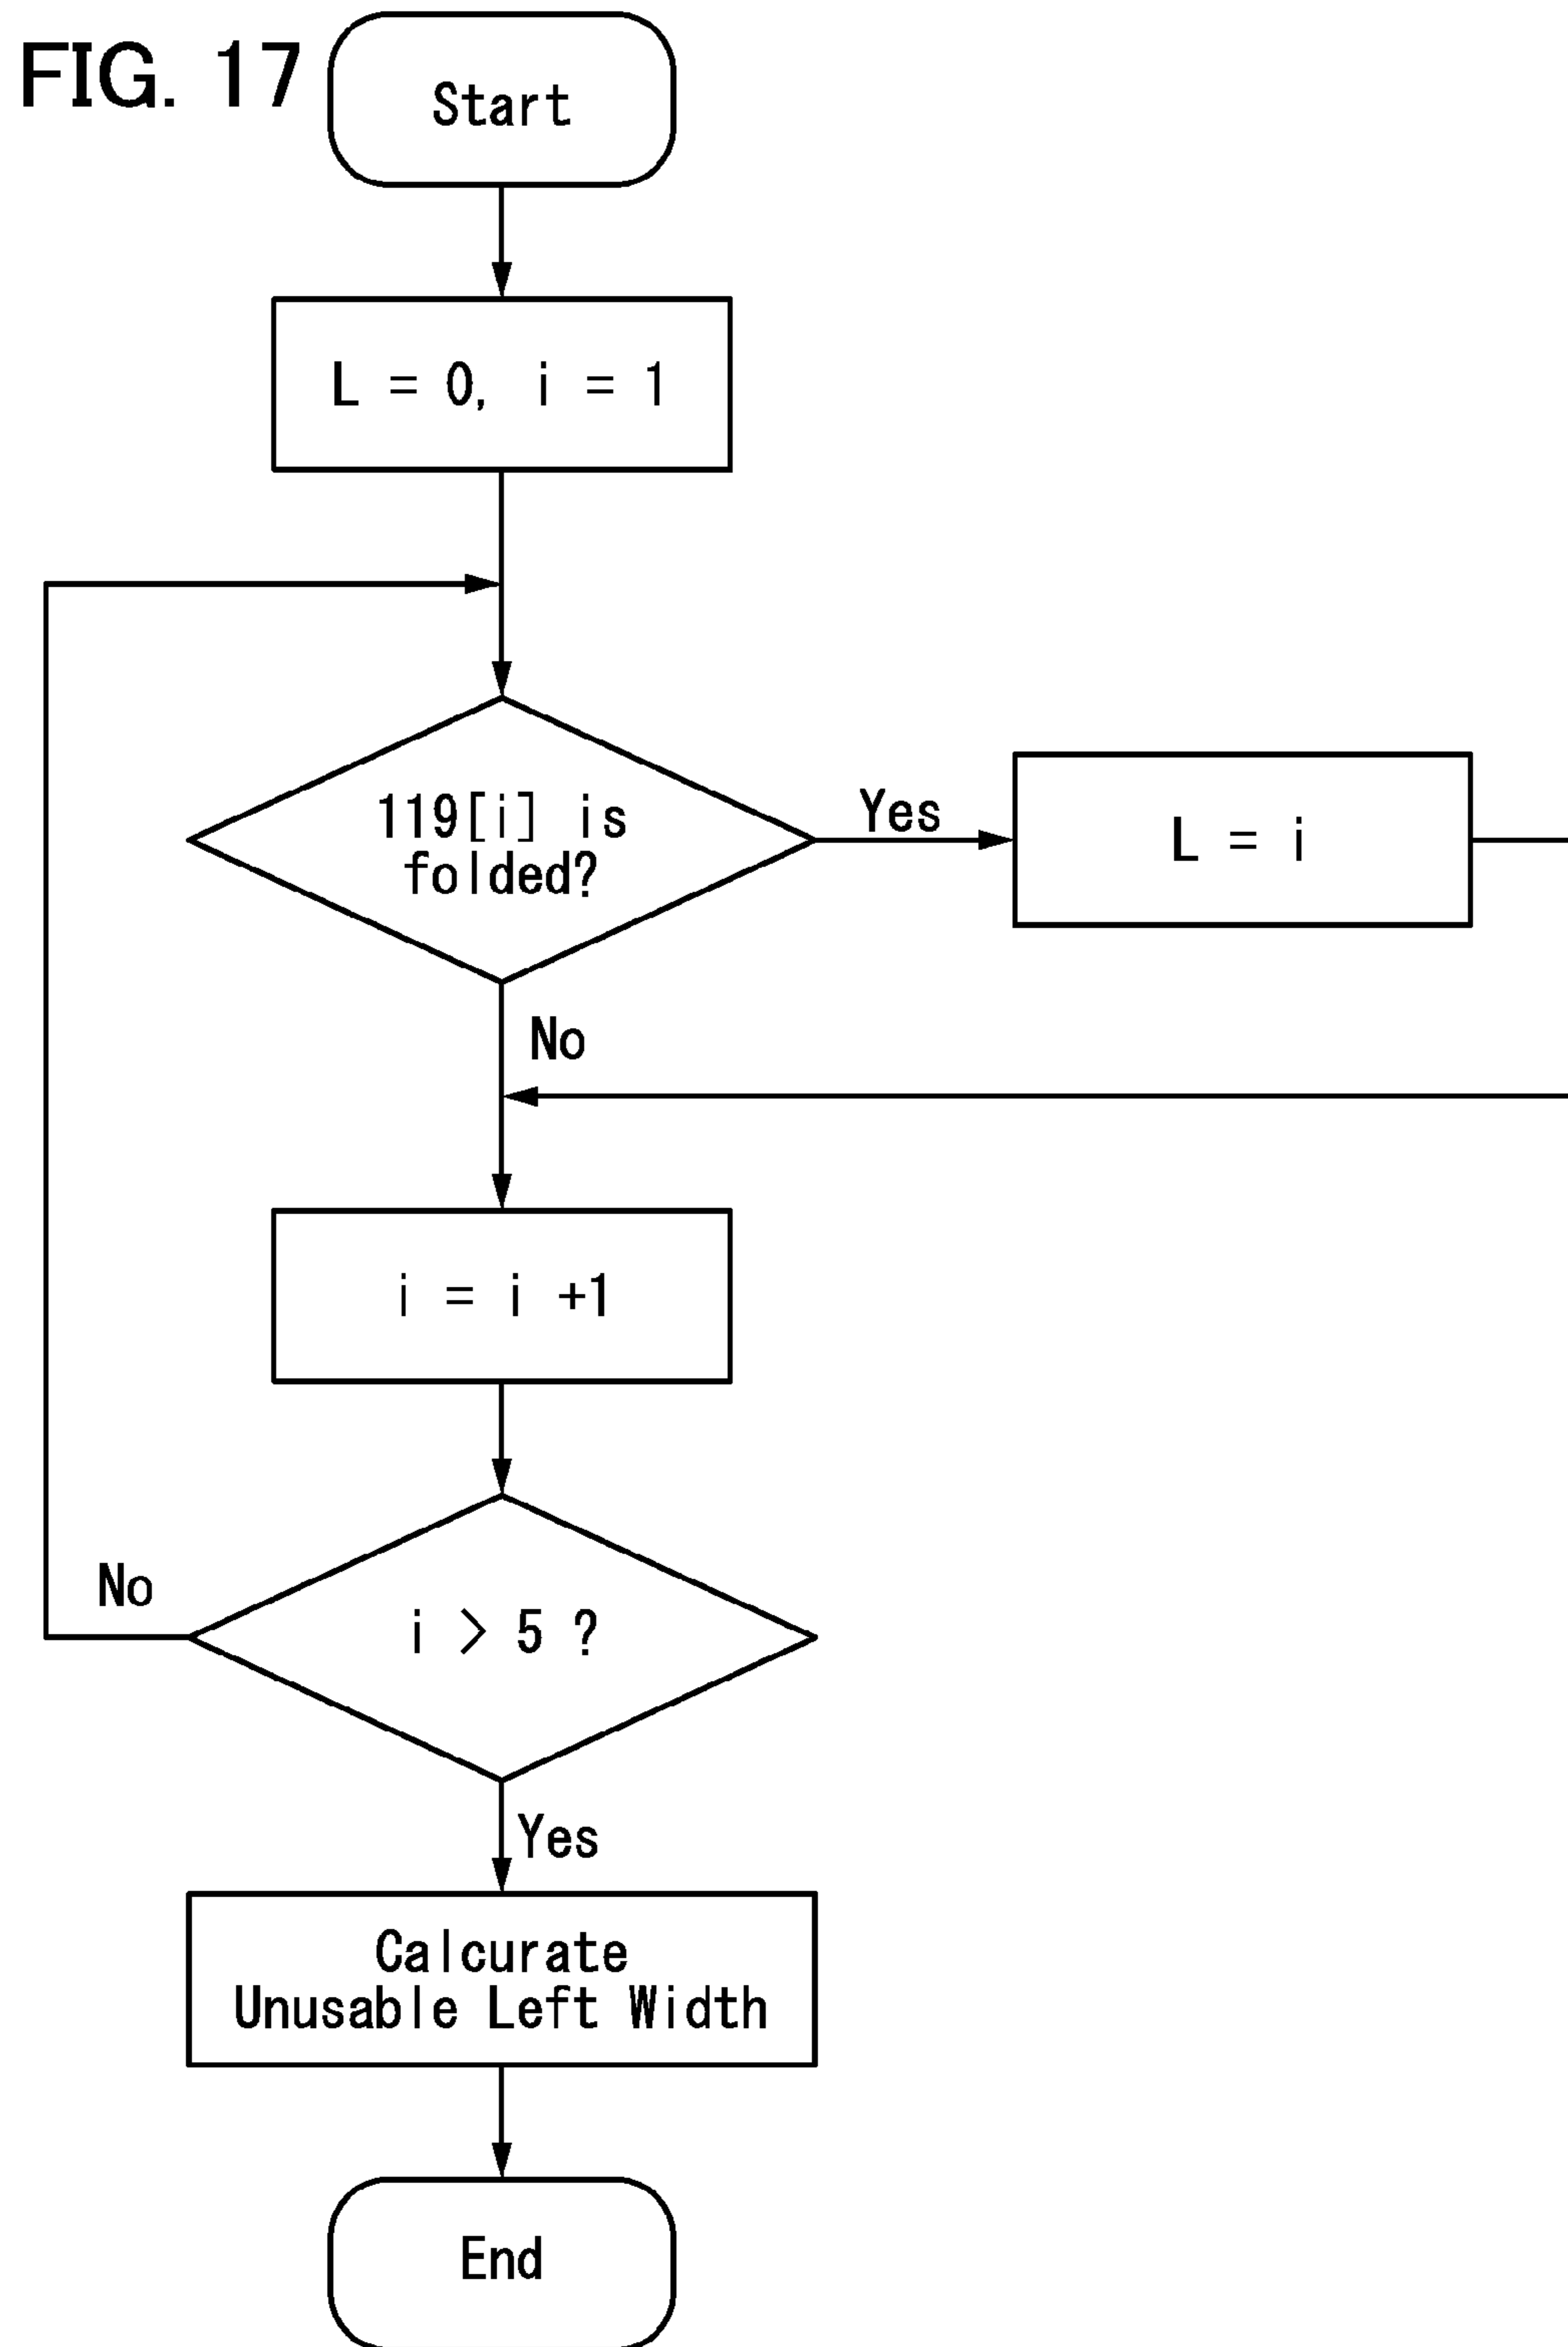 FIG. 17
Start
L = 0, i = 1
119[i] is
folded?
Yes
L = i
No
i = i +1
No
i > 5 ?
Yes
Calcurate
Unusable Left Width
End